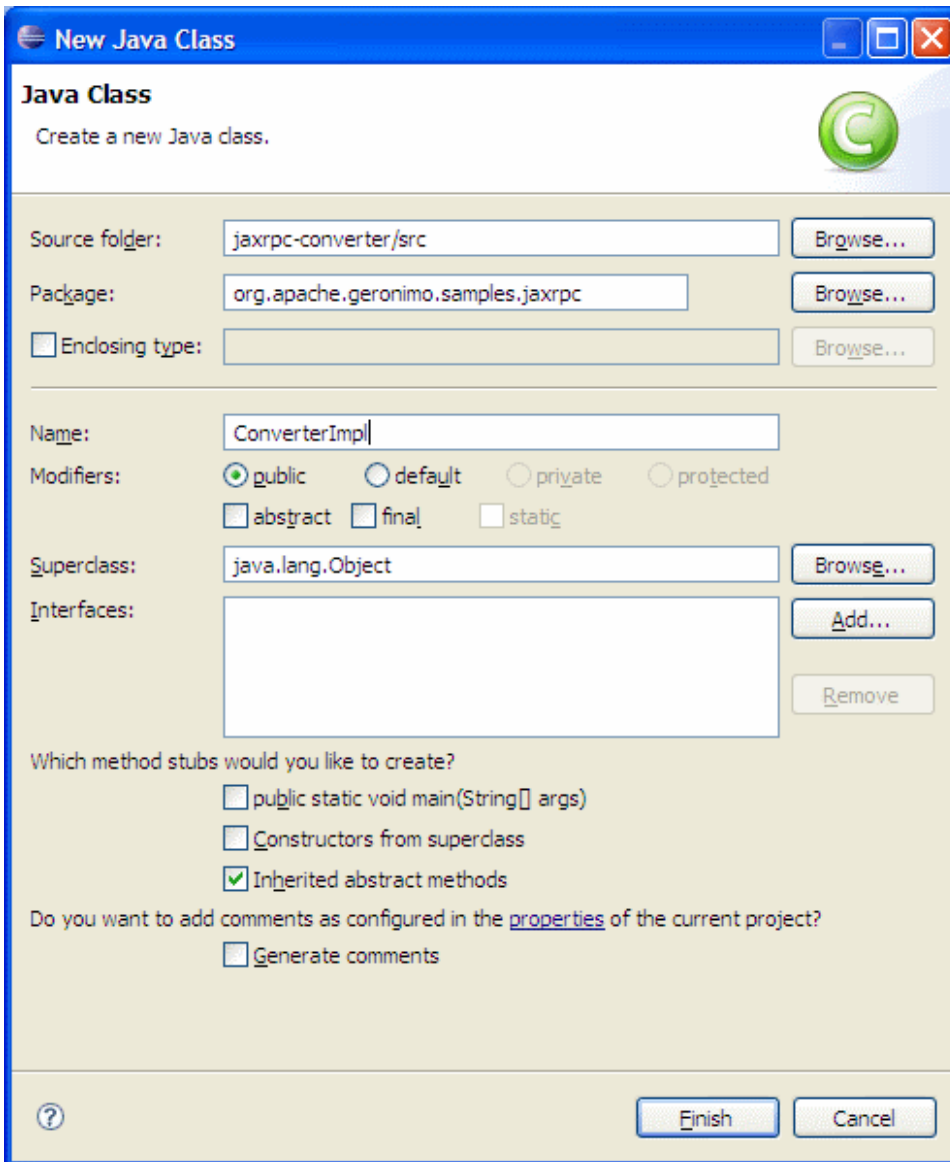 New Java Class
Java Class
Create a new Java class.
C
Source folder: jaxrpc-converter/src Browse...
Package: org.apache.geronimo.samples.jaxrpc Browse...
Enclosing type: Browse...
Name: ConverterImpl
Modifiers: public default private protected
abstract final static
Superclass: java.lang.Object Browse...
Interfaces: Add...
Remove
Which method stubs would you like to create?
public static void main(String[] args)
Constructors from superclass
Inherited abstract methods
Do you want to add comments as configured in the properties of the current project?
Generate comments
? Finish Cancel